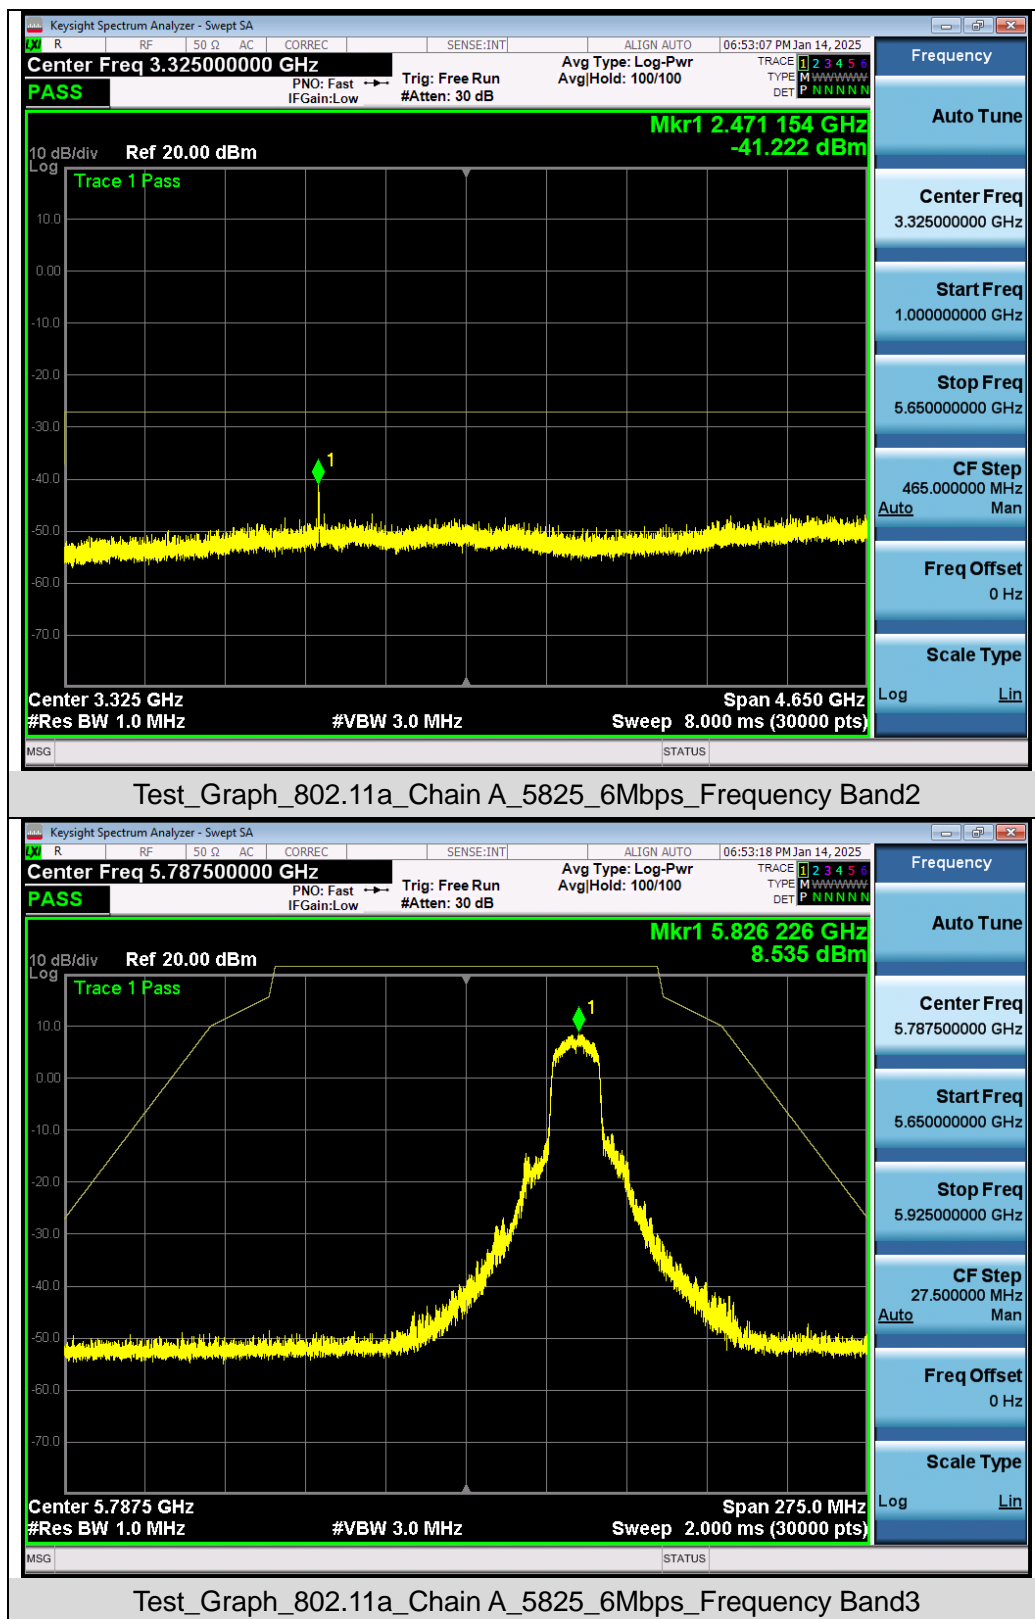 Keysight Spectrum Analyzer - Swept SA
LXI R RF 50 Ω AC CORREC SENSE:INT ALIGN AUTO 06:53:07 PM Jan 14, 2025
Center Freq 3.325000000 GHz
PASS
PNO: Fast
IFGain:Low
Trig: Free Run
#Atten: 30 dB
Avg Type: Log-Pwr
Avg|Hold: 100/100
TRACE 1 2 3 4 5 6
TYPE M WWWWW
DET P N N N N N
Frequency
Mkr1 2.471 154 GHz
-41.222 dBm
10 dB/div Ref 20.00 dBm
Log
Trace 1 Pass
10.0
0.00
-10.0
-20.0
-30.0
-40.0
-50.0
-60.0
-70.0
1
Center 3.325 GHz Span 4.650 GHz
#Res BW 1.0 MHz #VBW 3.0 MHz Sweep 8.000 ms (30000 pts)
MSG STATUS
Auto Tune
Center Freq
3.325000000 GHz
Start Freq
1.000000000 GHz
Stop Freq
5.650000000 GHz
CF Step
465.000000 MHz
Auto Man
Freq Offset
0 Hz
Scale Type
Log Lin
Test_Graph_802.11a_Chain A_5825_6Mbps_Frequency Band2
Keysight Spectrum Analyzer - Swept SA
LXI R RF 50 Ω AC CORREC SENSE:INT ALIGN AUTO 06:53:18 PM Jan 14, 2025
Center Freq 5.787500000 GHz
PASS
PNO: Fast
IFGain:Low
Trig: Free Run
#Atten: 30 dB
Avg Type: Log-Pwr
Avg|Hold: 100/100
TRACE 1 2 3 4 5 6
TYPE M WWWWW
DET P N N N N N
Frequency
Mkr1 5.826 226 GHz
8.535 dBm
10 dB/div Ref 20.00 dBm
Log
Trace 1 Pass
10.0
0.00
-10.0
-20.0
-30.0
-40.0
-50.0
-60.0
-70.0
1
Center 5.7875 GHz Span 275.0 MHz
#Res BW 1.0 MHz #VBW 3.0 MHz Sweep 2.000 ms (30000 pts)
MSG STATUS
Auto Tune
Center Freq
5.787500000 GHz
Start Freq
5.650000000 GHz
Stop Freq
5.925000000 GHz
CF Step
27.500000 MHz
Auto Man
Freq Offset
0 Hz
Scale Type
Log Lin
Test_Graph_802.11a_Chain A_5825_6Mbps_Frequency Band3